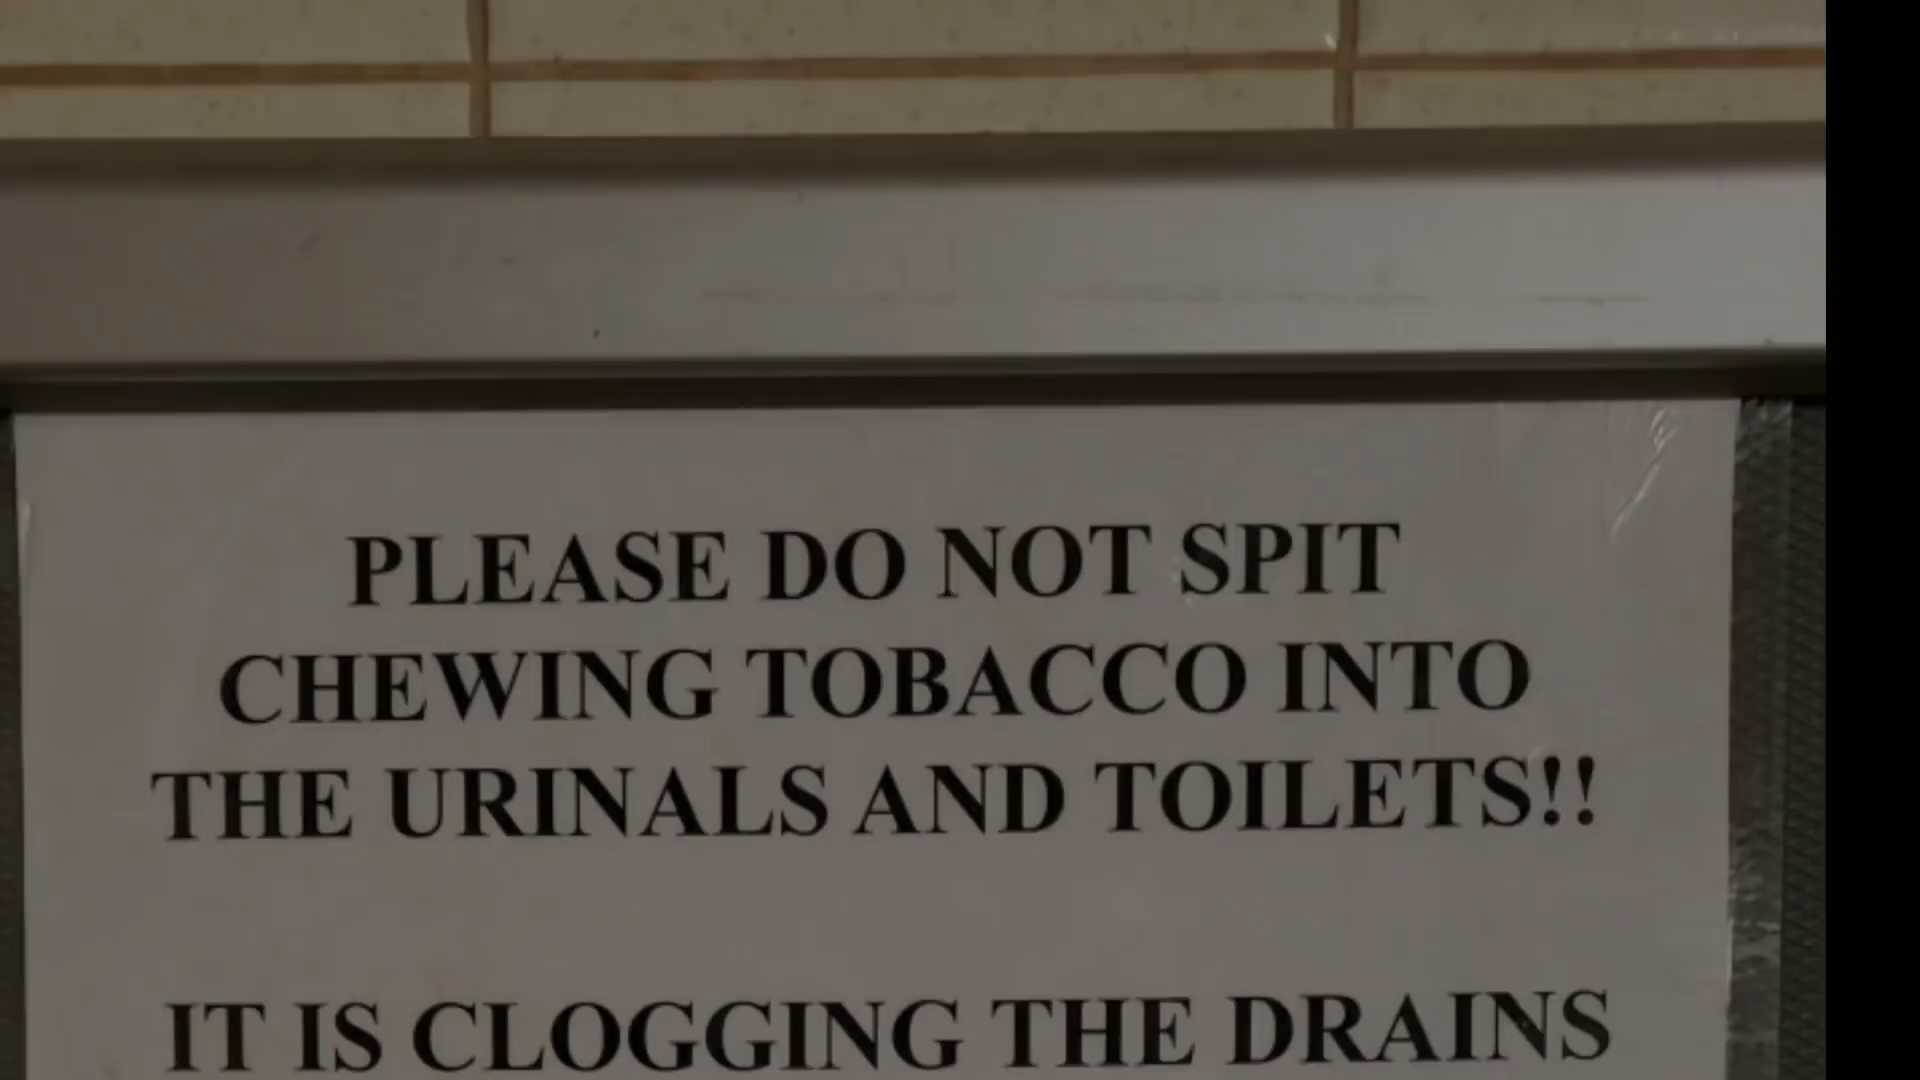 PLEASE DO NOT SPIT
CHEWING TOBACCO INTO
THE URINALS AND TOILETS!!
IT IS CLOGGING THE DRAINS